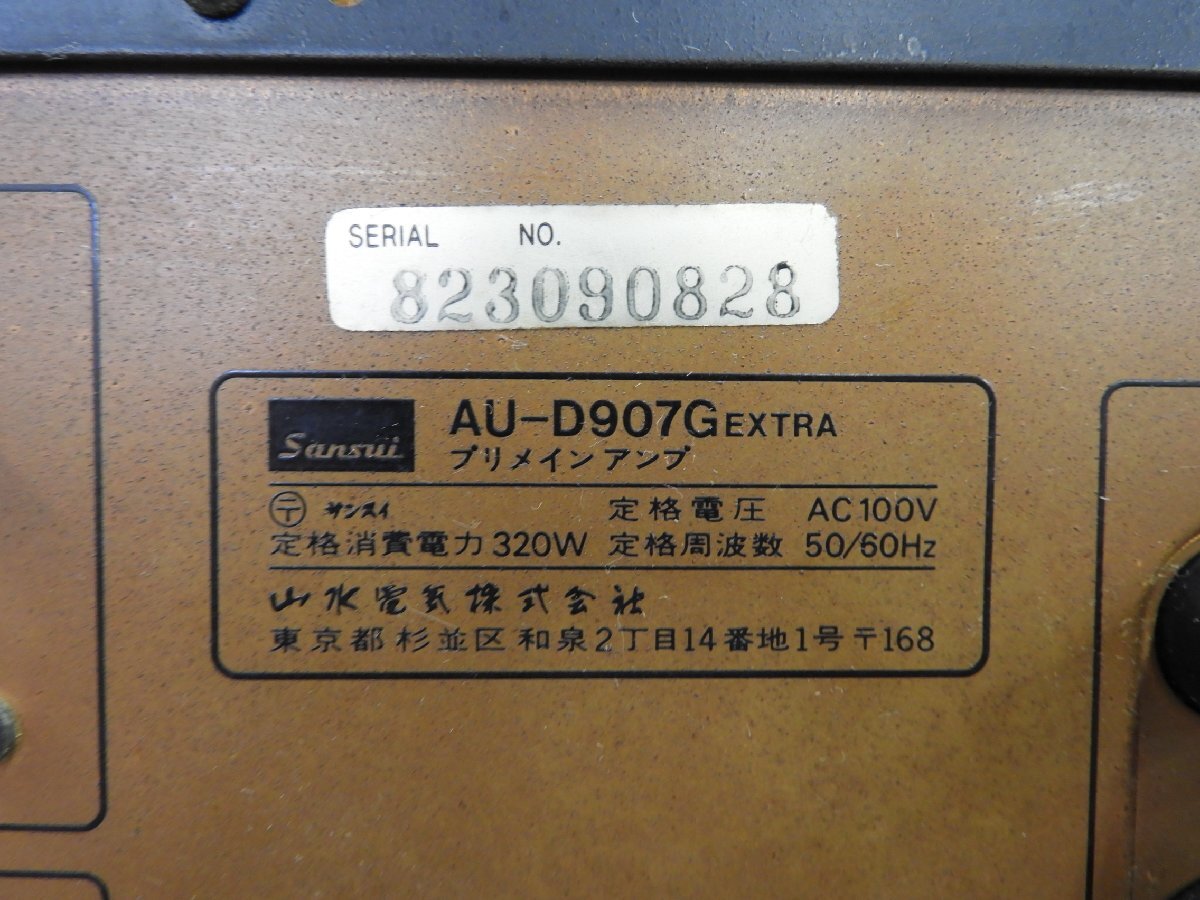 SERIAL NO.
823090828
Sansui AU-D907G EXTRA
プリメインアンプ
〒 サンスイ 定格電圧 AC100V
定格消費電力 320W 定格周波数 50/60Hz
山水電気株式会社
東京都杉並区和泉2丁目14番地1号 〒168